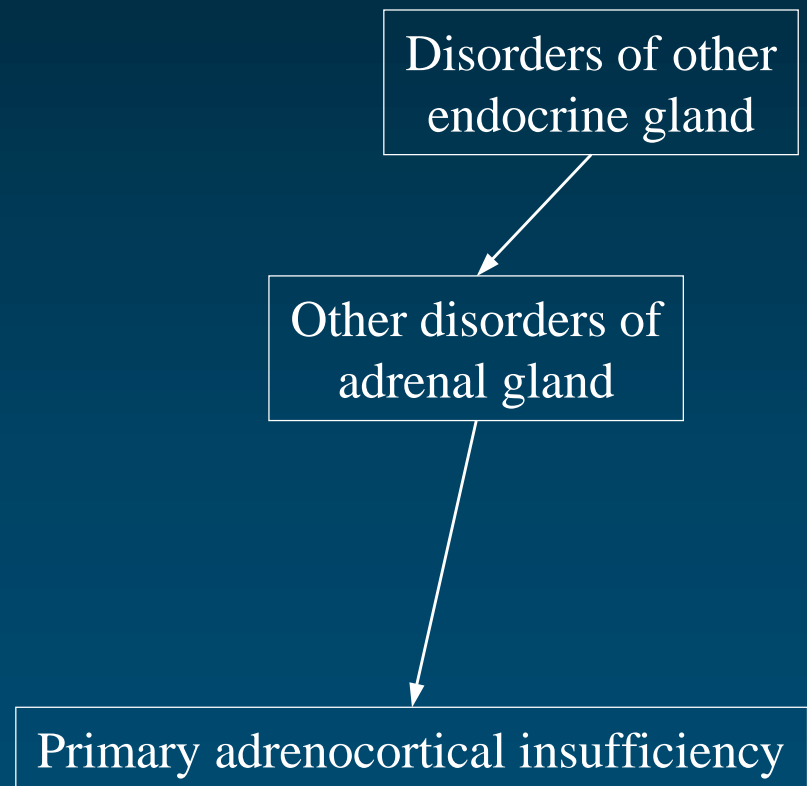 Disorders of other
endocrine gland
Other disorders of
adrenal gland
Primary adrenocortical insufficiency